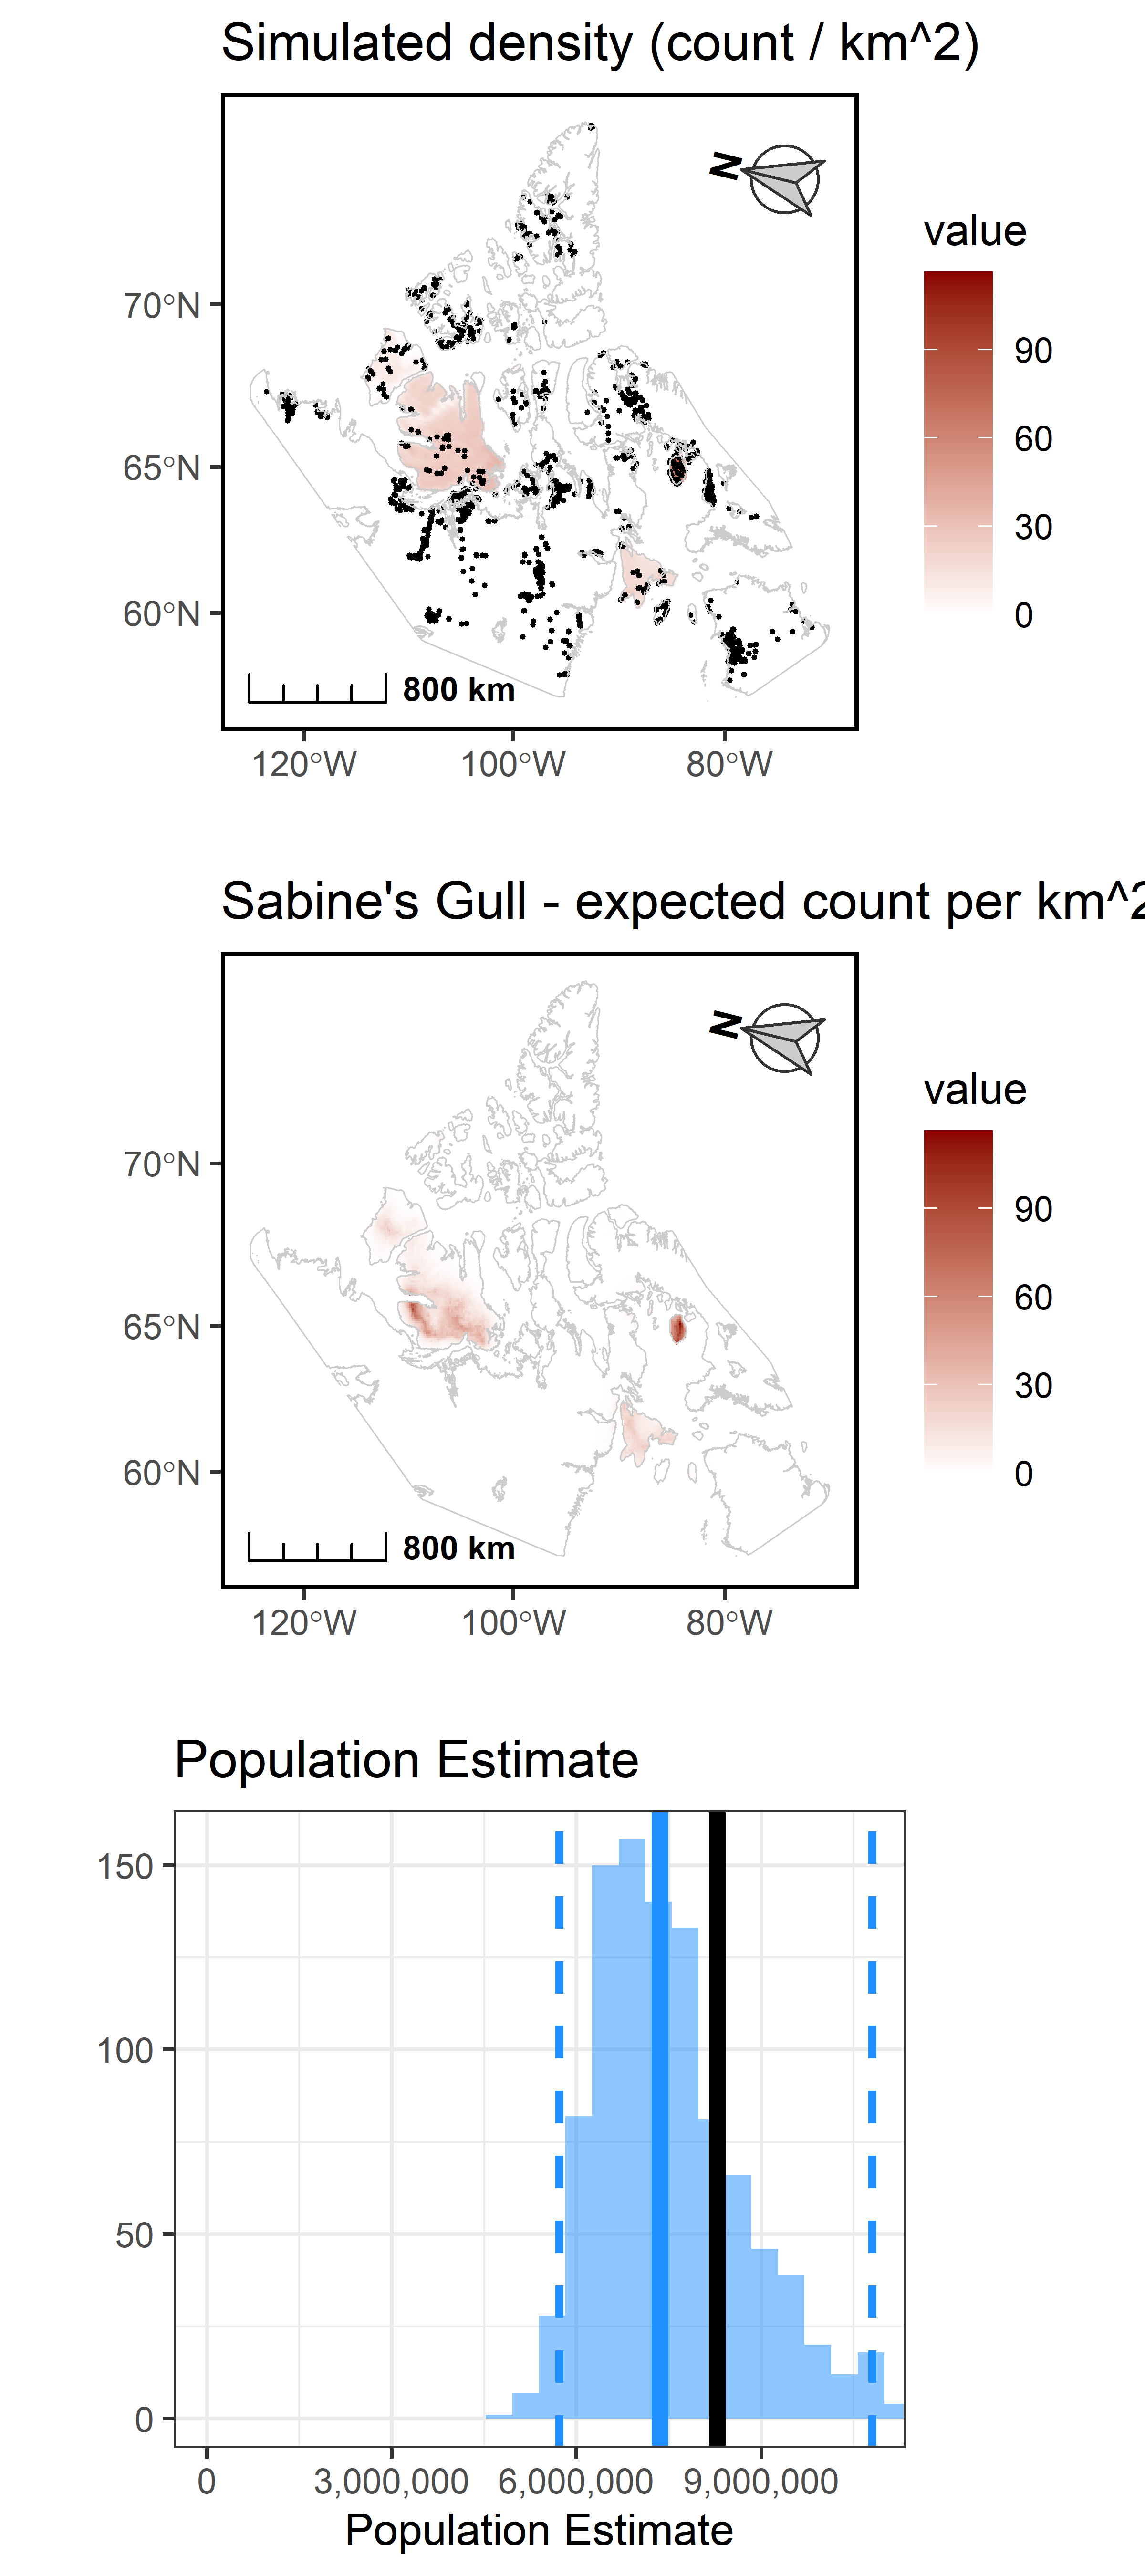 Simulated density (count / km^2)
N
value
70°N
90
60
65°N
30
60°N
0
800 km
120°W 100°W 80°W
Sabine's Gull - expected count per km^2
N
value
70°N
90
60
65°N
30
60°N
0
800 km
120°W 100°W 80°W
Population Estimate
150
100
50
0
0 3,000,000 6,000,000 9,000,000
Population Estimate